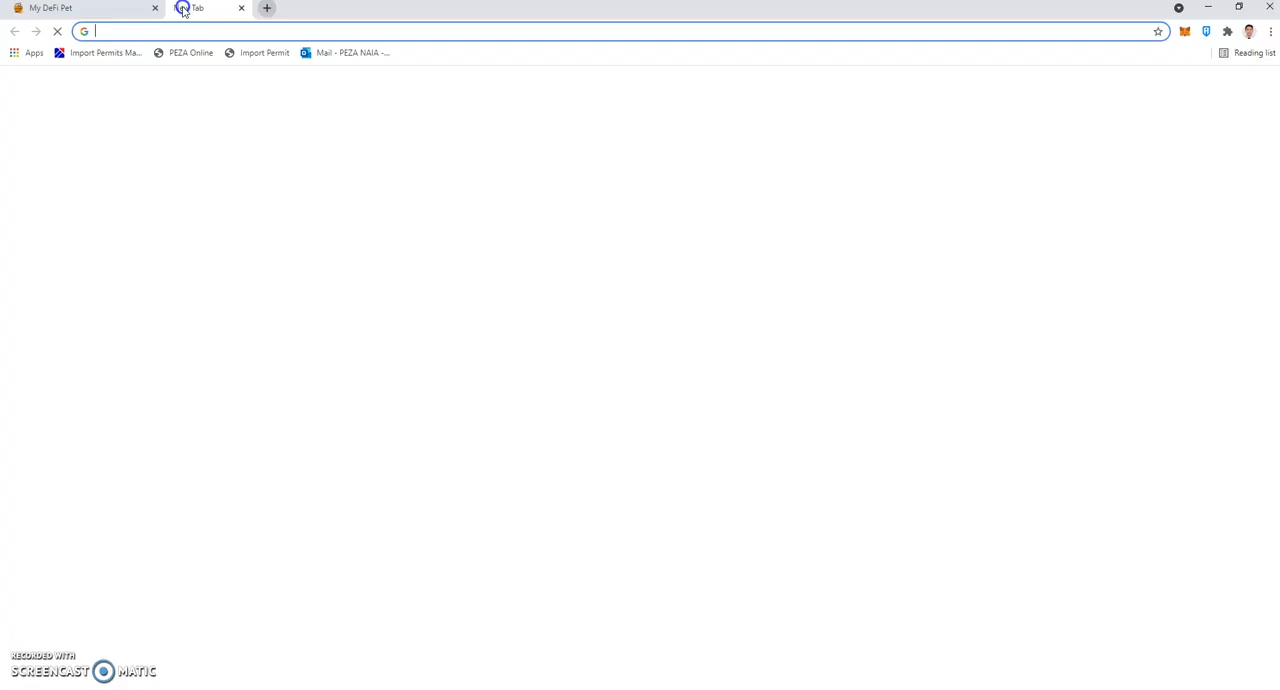 My DeFi Pet
Tab
Apps Import Permits Ma... PEZA Online Import Permit Mail - PEZA NAIA -... Reading list
RECORDED WITH
SCREENCAST MATIC